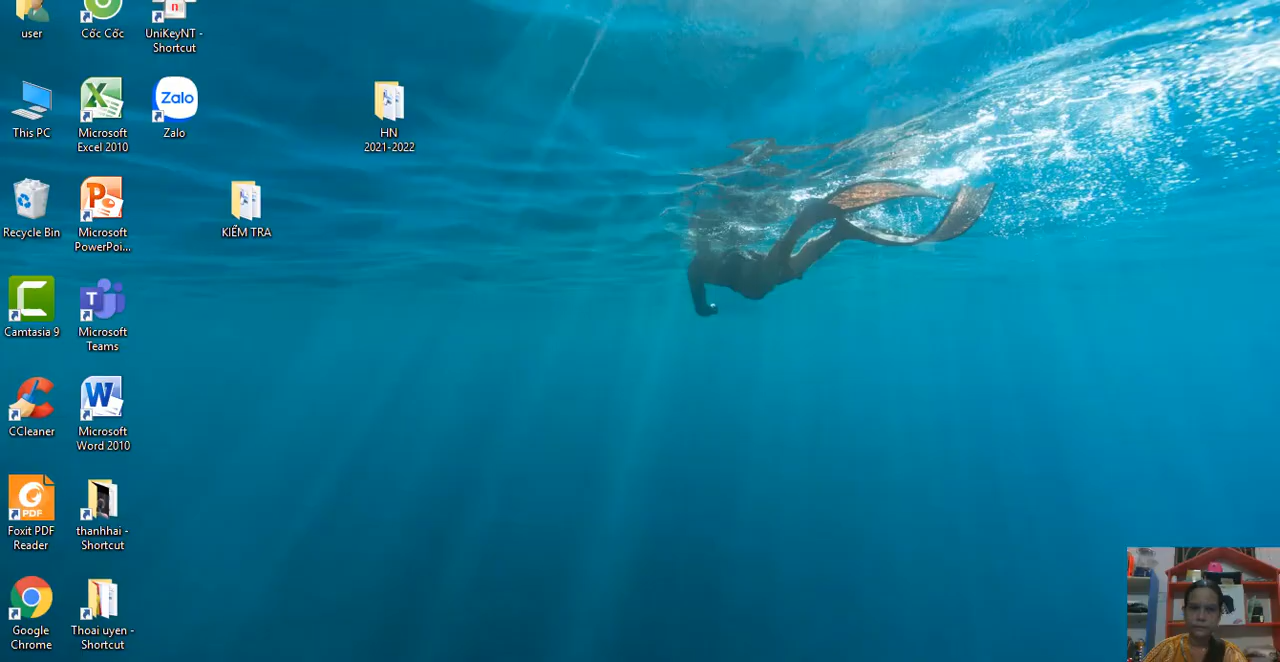 user
Cốc Cốc
UniKeyNT -
Shortcut
This PC
Microsoft
Excel 2010
Zalo
Zalo
HN
2021-2022
Recycle Bin
Microsoft
PowerPoi...
KIỂM TRA
Camtasia 9
T
Microsoft
Teams
CCleaner
W
Microsoft
Word 2010
PDF
Foxit PDF
Reader
thanhhai -
Shortcut
Google
Chrome
Thoai uyen -
Shortcut